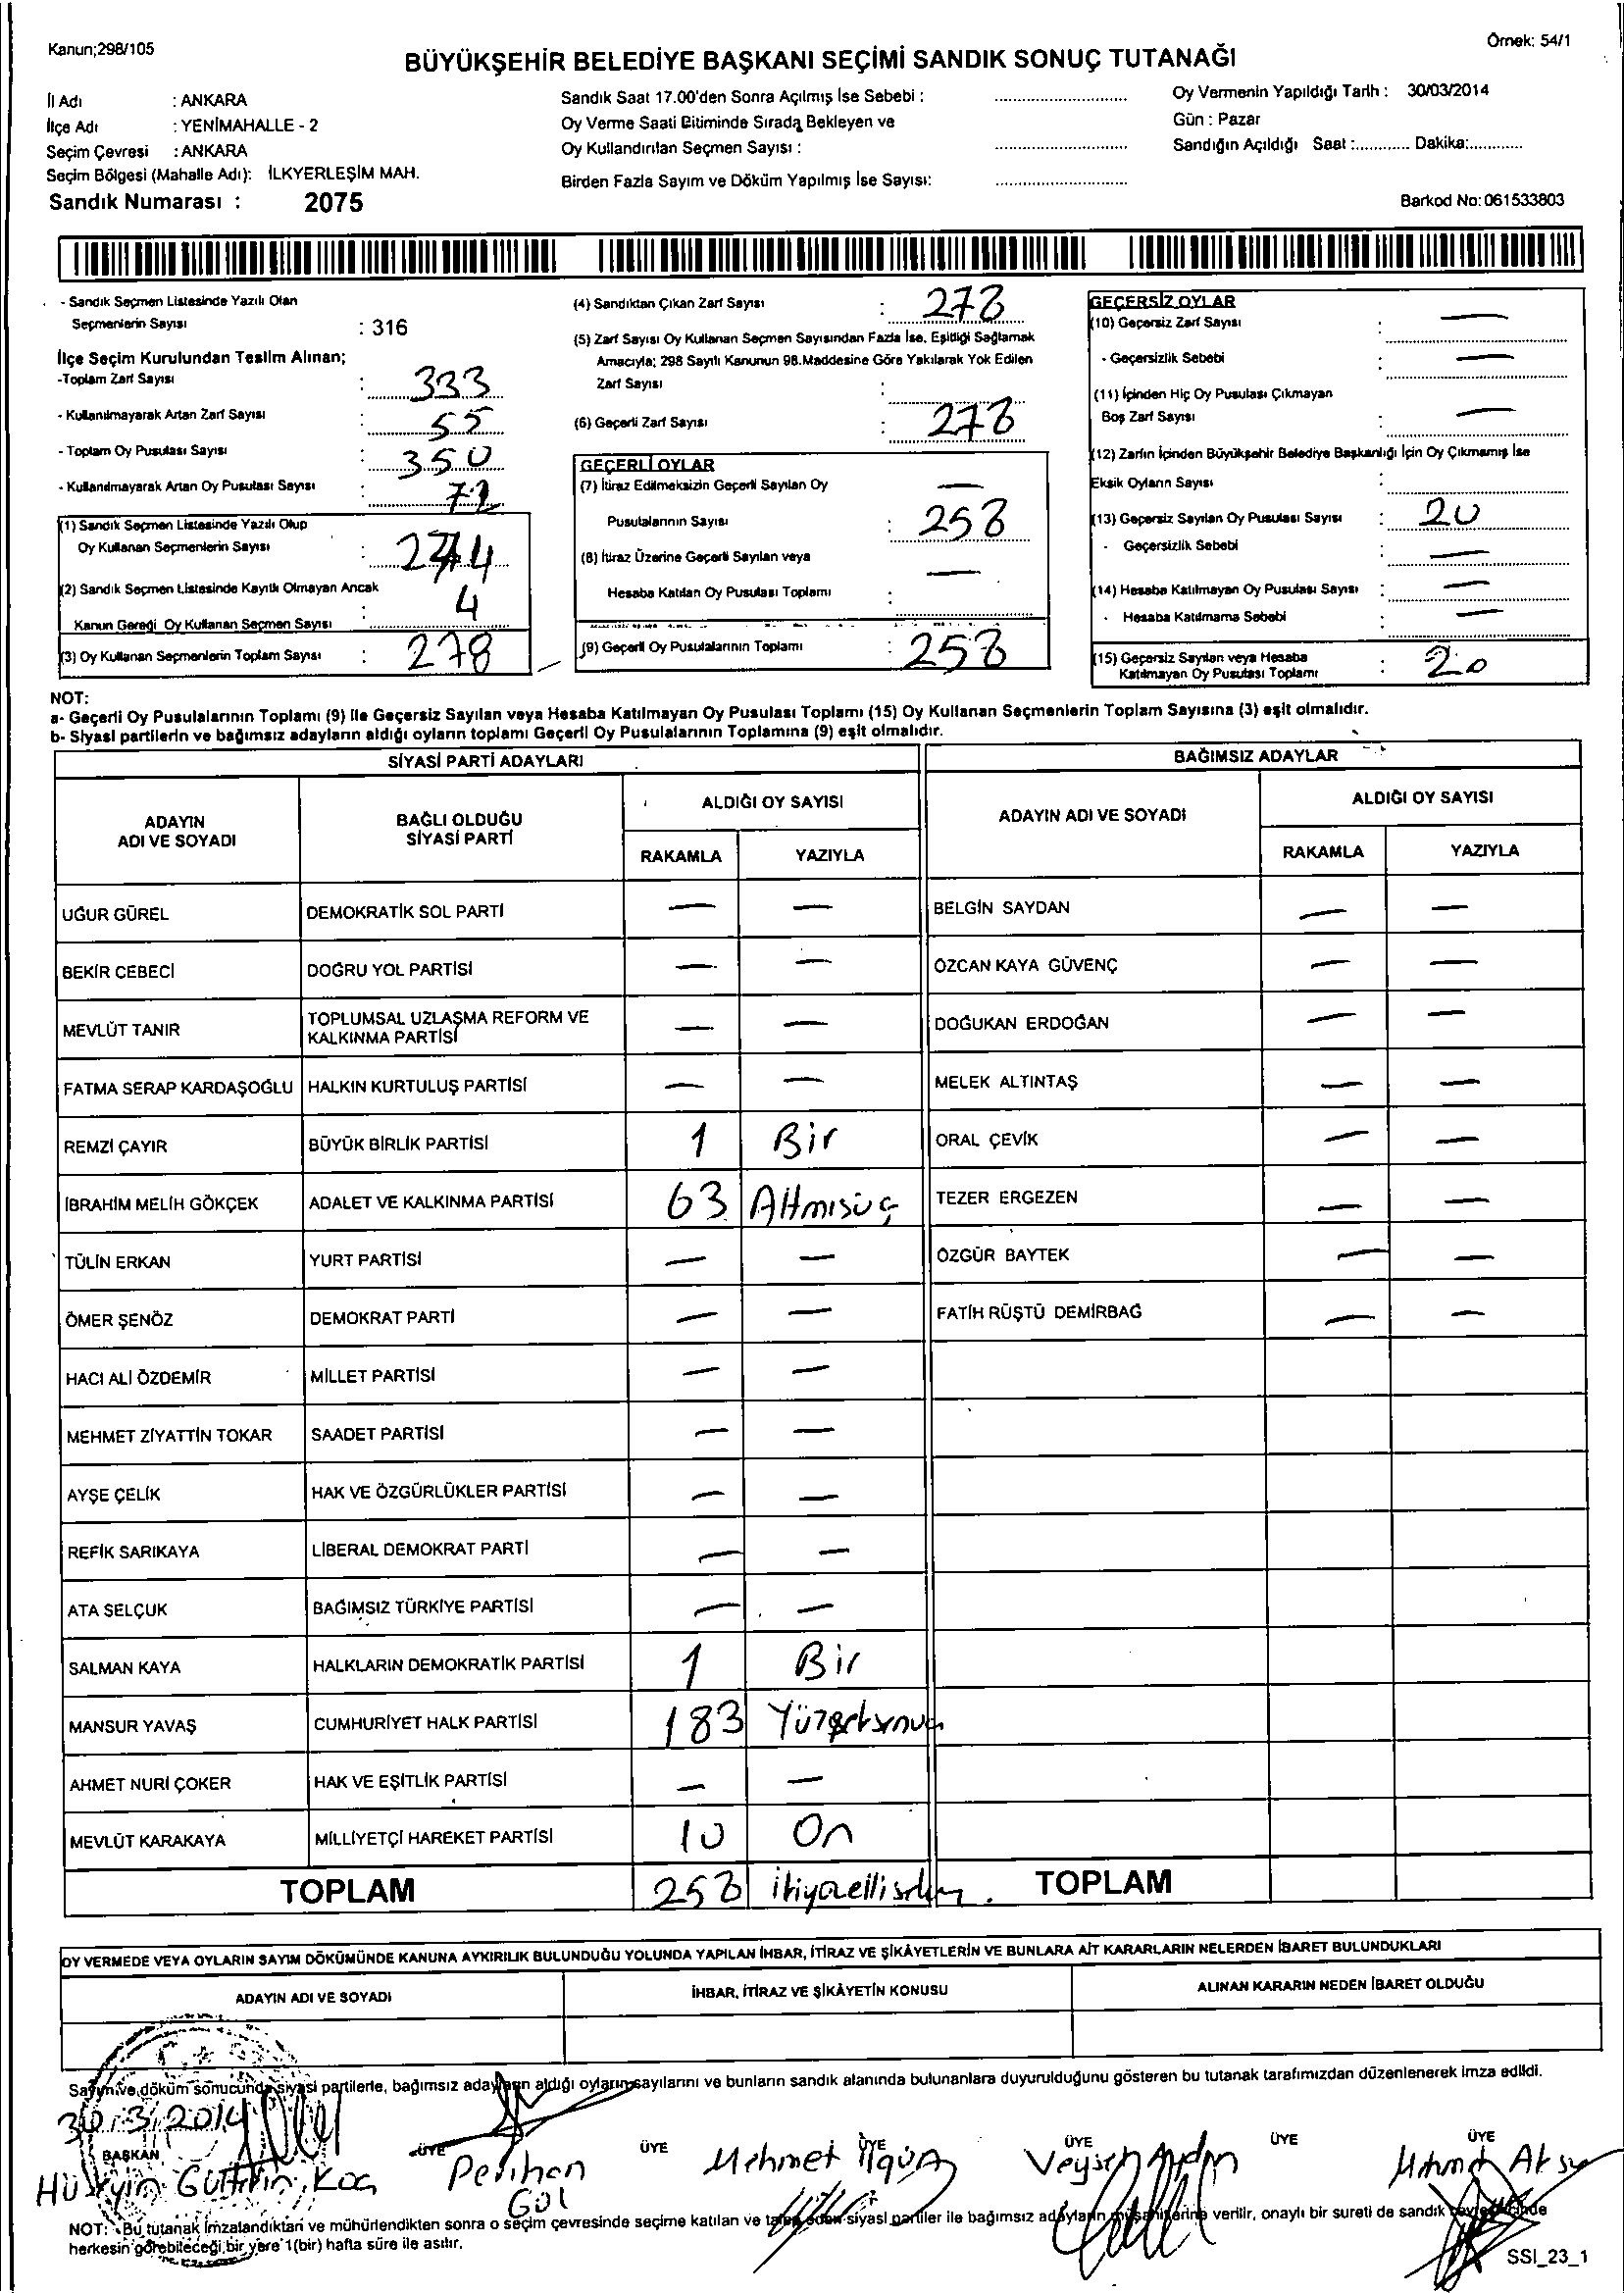 Kanun;298/105
Örnek: 54/1
BÜYÜKŞEHİR BELEDİYE BAŞKANI SEÇİMİ SANDIK SONUÇ TUTANAĞI
İl Adı : ANKARA
İlçe Adı : YENİMAHALLE - 2
Seçim Çevresi : ANKARA
Seçim Bölgesi (Mahalle Adı): İLKYERLEŞİM MAH.
Sandık Numarası : 2075
Sandık Saat 17.00'den Sonra Açılmış İse Sebebi :
Oy Verme Saati Bitiminde Sırada Bekleyen ve
Oy Kullandırılan Seçmen Sayısı :
Birden Fazla Sayım ve Döküm Yapılmış İse Sayısı:
Oy Vermenin Yapıldığı Tarih : 30/03/2014
Gün : Pazar
Sandığın Açıldığı Saat :............ Dakika:............
Barkod No: 061533803
- Sandık Seçmen Listesinde Yazılı Olan
Seçmenlerin Sayısı : 316
İlçe Seçim Kurulundan Teslim Alınan;
-Toplam Zarf Sayısı : 333
- Kullanılmayarak Artan Zarf Sayısı : 55
- Toplam Oy Pusulası Sayısı : 350
- Kullanılmayarak Artan Oy Pusulası Sayısı : 72
(1) Sandık Seçmen Listesinde Yazılı Olup
Oy Kullanan Seçmenlerin Sayısı : 274
(2) Sandık Seçmen Listesinde Kayıtlı Olmayan Ancak
Kanun Gereği Oy Kullanan Seçmen Sayısı : 4
(3) Oy Kullanan Seçmenlerin Toplam Sayısı : 278
(4) Sandıktan Çıkan Zarf Sayısı : 278
(5) Zarf Sayısı Oy Kullanan Seçmen Sayısından Fazla İse, Eşitliği Sağlamak
Amacıyla; 298 Sayılı Kanunun 98.Maddesine Göre Yakılarak Yok Edilen
Zarf Sayısı :
(6) Geçerli Zarf Sayısı : 278
GEÇERLİ OYLAR
(7) İtiraz Edilmeksizin Geçerli Sayılan Oy —
Pusulalarının Sayısı : 258
(8) İtiraz Üzerine Geçerli Sayılan veya
Hesaba Katılan Oy Pusulası Toplamı : —
(9) Geçerli Oy Pusulalarının Toplamı : 258
GEÇERSİZ OYLAR
(10) Geçersiz Zarf Sayısı : —
- Geçersizlik Sebebi : —
(11) İçinden Hiç Oy Pusulası Çıkmayan
Boş Zarf Sayısı : —
(12) Zarfın İçinden Büyükşehir Belediye Başkanlığı İçin Oy Çıkmamış İse
Eksik Oyların Sayısı :
(13) Geçersiz Sayılan Oy Pusulası Sayısı : 20
- Geçersizlik Sebebi : —
(14) Hesaba Katılmayan Oy Pusulası Sayısı : —
- Hesaba Katılmama Sebebi : —
(15) Geçersiz Sayılan veya Hesaba
Katılmayan Oy Pusulası Toplamı : 20
NOT:
a- Geçerli Oy Pusulalarının Toplamı (9) İle Geçersiz Sayılan veya Hesaba Katılmayan Oy Pusulası Toplamı (15) Oy Kullanan Seçmenlerin Toplam Sayısına (3) eşit olmalıdır.
b- Siyasi partilerin ve bağımsız adayların aldığı oyların toplamı Geçerli Oy Pusulalarının Toplamına (9) eşit olmalıdır.
SİYASİ PARTİ ADAYLARI
BAĞIMSIZ ADAYLAR
ADAYIN ADI VE SOYADI
BAĞLI OLDUĞU SİYASİ PARTİ
ALDIĞI OY SAYISI
RAKAMLA YAZIYLA
ADAYIN ADI VE SOYADI
ALDIĞI OY SAYISI
RAKAMLA YAZIYLA
UĞUR GÜREL DEMOKRATİK SOL PARTİ — — BELGİN SAYDAN — —
BEKİR CEBECİ DOĞRU YOL PARTİSİ — — ÖZCAN KAYA GÜVENÇ — —
MEVLÜT TANIR TOPLUMSAL UZLAŞMA REFORM VE KALKINMA PARTİSİ — — DOĞUKAN ERDOĞAN — —
FATMA SERAP KARDAŞOĞLU HALKIN KURTULUŞ PARTİSİ — — MELEK ALTINTAŞ — —
REMZİ ÇAYIR BÜYÜK BİRLİK PARTİSİ 1 Bir ORAL ÇEVİK — —
İBRAHİM MELİH GÖKÇEK ADALET VE KALKINMA PARTİSİ 63 Altmışüç TEZER ERGEZEN — —
TÜLİN ERKAN YURT PARTİSİ — — ÖZGÜR BAYTEK — —
ÖMER ŞENÖZ DEMOKRAT PARTİ — — FATİH RÜŞTÜ DEMİRBAĞ — —
HACI ALİ ÖZDEMİR MİLLET PARTİSİ — —
MEHMET ZİYATTİN TOKAR SAADET PARTİSİ — —
AYŞE ÇELİK HAK VE ÖZGÜRLÜKLER PARTİSİ — —
REFİK SARIKAYA LİBERAL DEMOKRAT PARTİ — —
ATA SELÇUK BAĞIMSIZ TÜRKİYE PARTİSİ — —
SALMAN KAYA HALKLARIN DEMOKRATİK PARTİSİ 1 Bir
MANSUR YAVAŞ CUMHURİYET HALK PARTİSİ 183 Yüzseksenüç
AHMET NURİ ÇOKER HAK VE EŞİTLİK PARTİSİ — —
MEVLÜT KARAKAYA MİLLİYETÇİ HAREKET PARTİSİ 10 On
TOPLAM 258 ikiyüzellisekiz. TOPLAM
OY VERMEDE VEYA OYLARIN SAYIM DÖKÜMÜNDE KANUNA AYKIRILIK BULUNDUĞU YOLUNDA YAPILAN İHBAR, İTİRAZ VE ŞİKÂYETLERİN VE BUNLARA AİT KARARLARIN NELERDEN İBARET BULUNDUKLARI
ADAYIN ADI VE SOYADI İHBAR, İTİRAZ VE ŞİKÂYETİN KONUSU ALINAN KARARIN NEDEN İBARET OLDUĞU
Sayım ve döküm sonucunda siyasi partilerle, bağımsız adayların aldığı oyların sayılarını ve bunların sandık alanında bulunanlara duyurulduğunu gösteren bu tutanak tarafımızdan düzenlenerek imza edildi.
30/3/2014
BAŞKAN ÜYE ÜYE ÜYE ÜYE ÜYE ÜYE
Hüseyin Koç Perihan Gül Mehmet Veysel Aydın Mehmet
NOT: Bu tutanak imzalandıktan ve mühürlendikten sonra o seçim çevresinde seçime katılan ve talep eden siyasi partiler ile bağımsız adayların müşahitlerine verilir, onaylı bir sureti de sandık çevresinde
herkesin görebileceği bir yere 1(bir) hafta süre ile asılır.
SSI_23_1